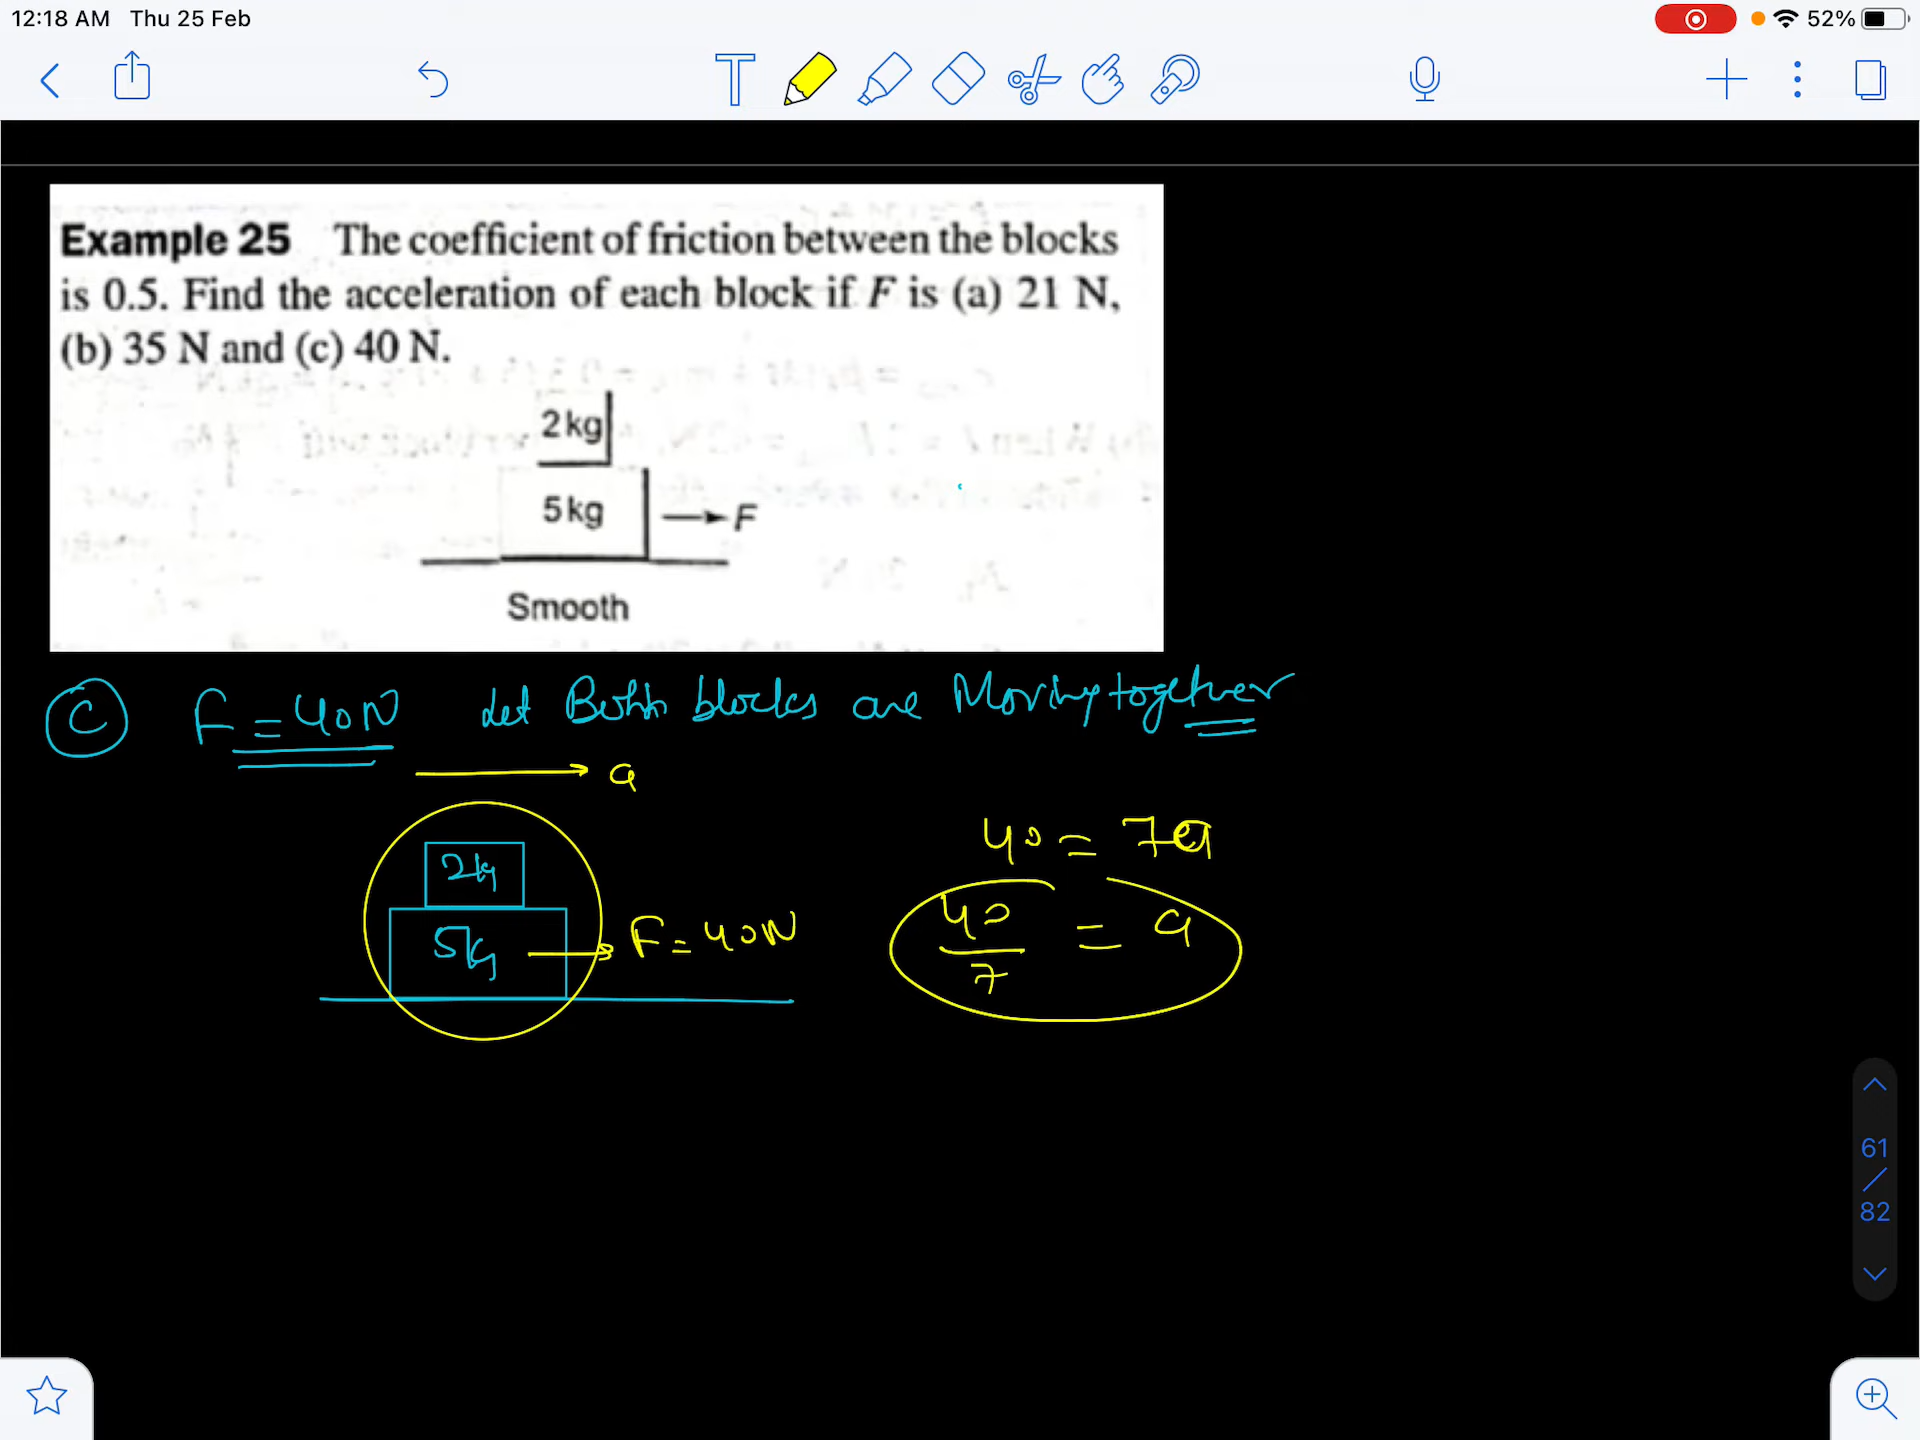 12:18 AM Thu 25 Feb
52%
Example 25 The coefficient of friction between the blocks
is 0.5. Find the acceleration of each block if F is (a) 21 N,
(b) 35 N and (c) 40 N.
2 kg
5 kg
F
Smooth
C F = 40N Let Both blocks are Moving together
a
2kg
5kg
F = 40N
40 = 7a
40/7 = a
61
/
82